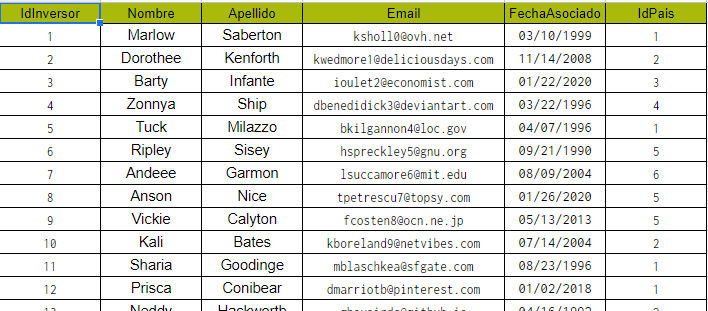 IdInversor Nombre Apellido Email FechaAsociado IdPais
1 Marlow Saberton ksholl0@ovh.net 03/10/1999 1
2 Dorothee Kenforth kwedmore1@deliciousdays.com 11/14/2008 2
3 Barty Infante ioulet2@economist.com 01/22/2020 3
4 Zonnya Ship dbenedidick3@deviantart.com 03/22/1996 4
5 Tuck Milazzo bkilgannon4@loc.gov 04/07/1996 1
6 Ripley Sisey hspreckley5@gnu.org 09/21/1990 5
7 Andeee Garmon lsuccamore6@mit.edu 08/09/2004 6
8 Anson Nice tpetrescu7@topsy.com 01/26/2020 5
9 Vickie Calyton fcosten8@ocn.ne.jp 05/13/2013 5
10 Kali Bates kboreland9@netvibes.com 07/14/2004 2
11 Sharia Goodinge mblaschkea@sfgate.com 08/23/1996 1
12 Prisca Conibear dmarriotb@pinterest.com 01/02/2018 1